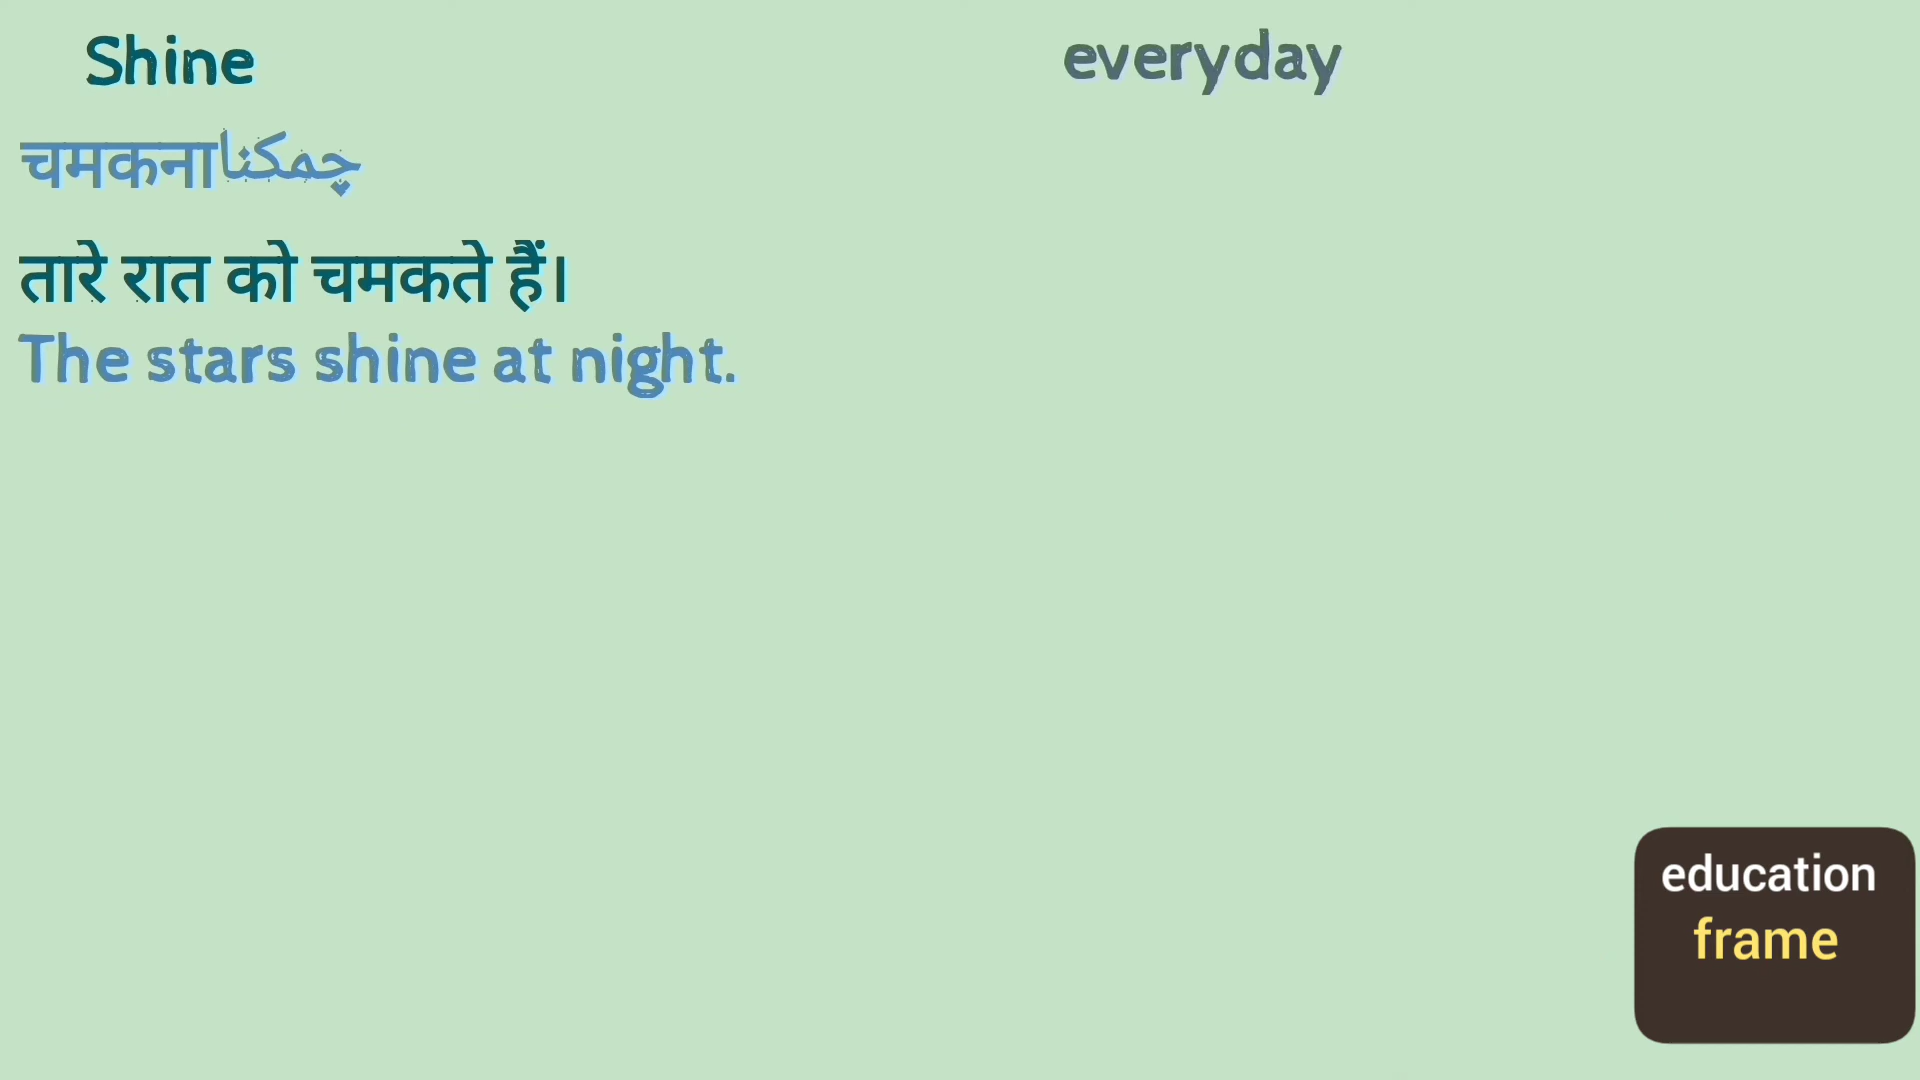 Shine
everyday
चमकनाچمکنا
तारे रात को चमकते हैं।
The stars shine at night.
education
frame